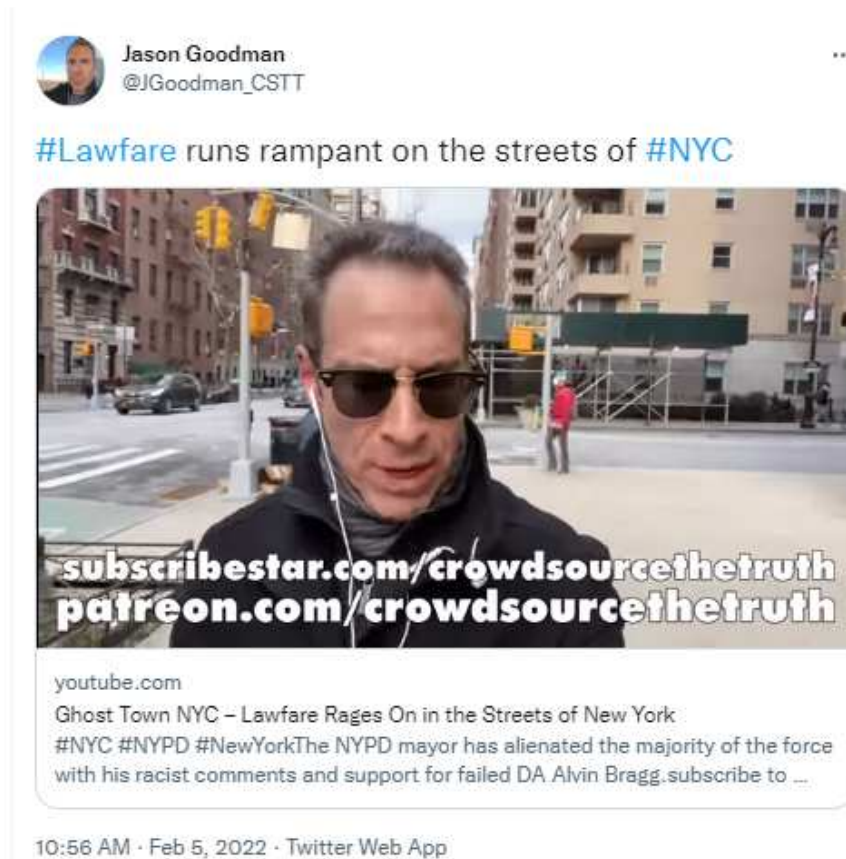 Jason Goodman
@JGoodman_CSTT
#Lawfare runs rampant on the streets of #NYC
subscribestar.com/crowdsourcethetruth
patreon.com/crowdsourcethetruth
youtube.com
Ghost Town NYC – Lawfare Rages On in the Streets of New York
#NYC #NYPD #NewYorkThe NYPD mayor has alienated the majority of the force
with his racist comments and support for failed DA Alvin Bragg.subscribe to ...
10:56 AM · Feb 5, 2022 · Twitter Web App